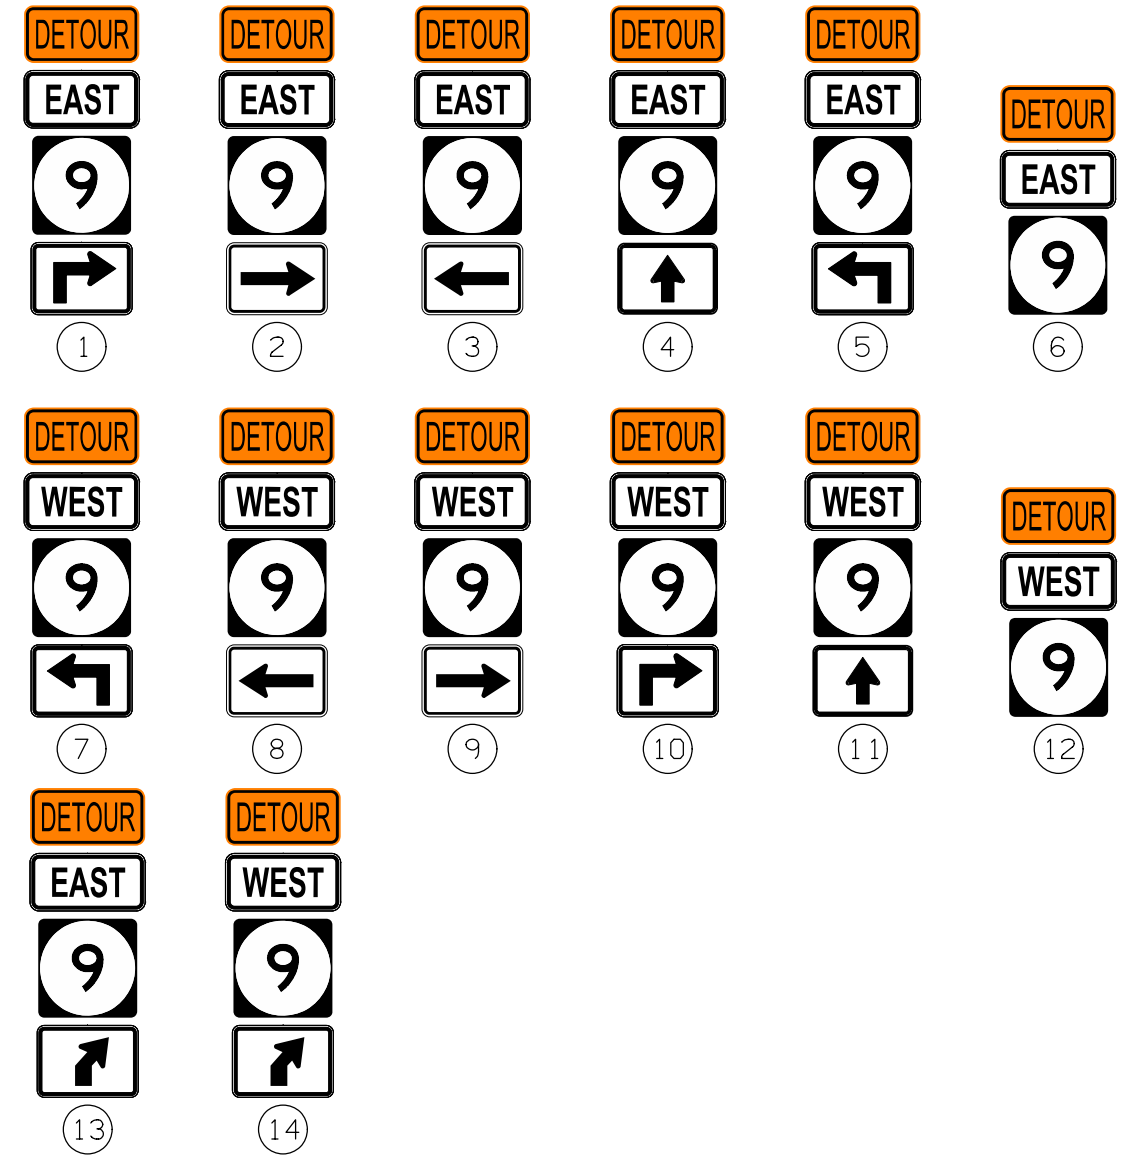 DETOUR DETOUR DETOUR DETOUR DETOUR
EAST EAST EAST EAST EAST DETOUR
9 9 9 9 9 EAST
1 2 3 4 5 9
6
DETOUR DETOUR DETOUR DETOUR DETOUR
WEST WEST WEST WEST WEST DETOUR
9 9 9 9 9 WEST
7 8 9 10 11 9
12
DETOUR DETOUR
EAST WEST
9 9
13 14